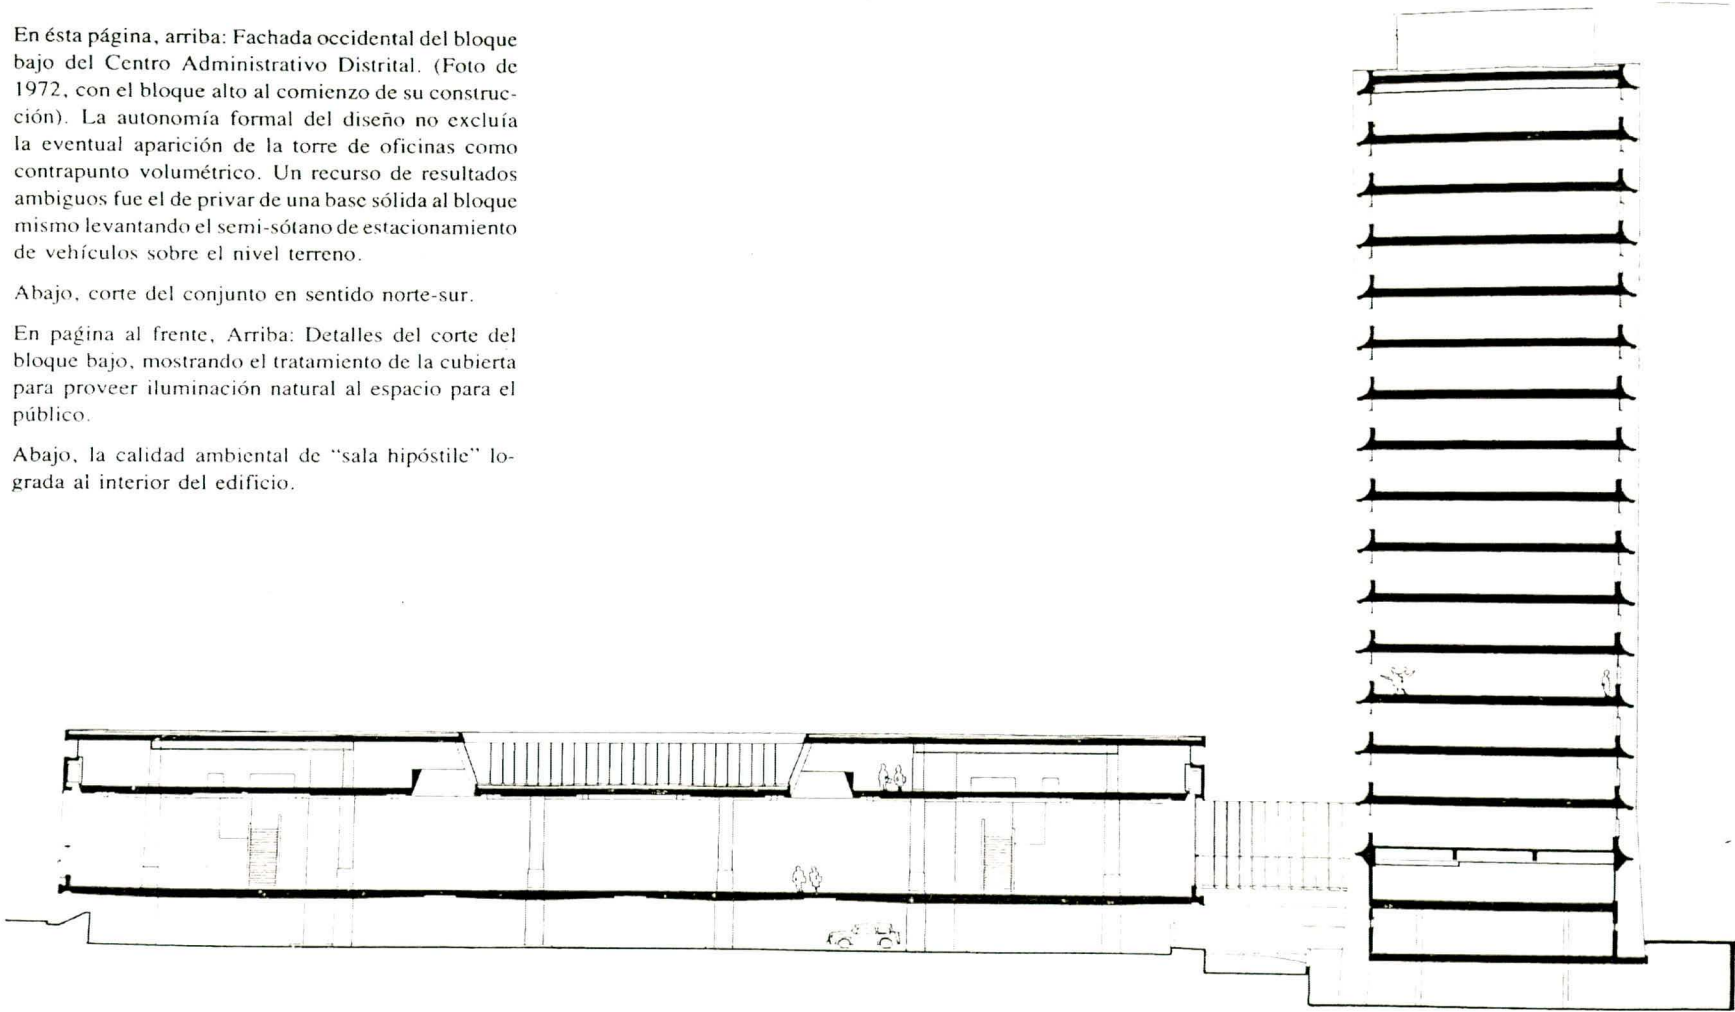 En ésta página, arriba: Fachada occidental del bloque
bajo del Centro Administrativo Distrital. (Foto de
1972, con el bloque alto al comienzo de su construc-
ción). La autonomía formal del diseño no excluía
la eventual aparición de la torre de oficinas como
contrapunto volumétrico. Un recurso de resultados
ambiguos fue el de privar de una base sólida al bloque
mismo levantando el semi-sótano de estacionamiento
de vehículos sobre el nivel terreno.
Abajo, corte del conjunto en sentido norte-sur.
En paǵina al frente, Arriba: Detalles del corte del
bloque bajo, mostrando el tratamiento de la cubierta
para proveer iluminación natural al espacio para el
público.
Abajo, la calidad ambiental de “sala hipóstile” lo-
grada al interior del edificio.